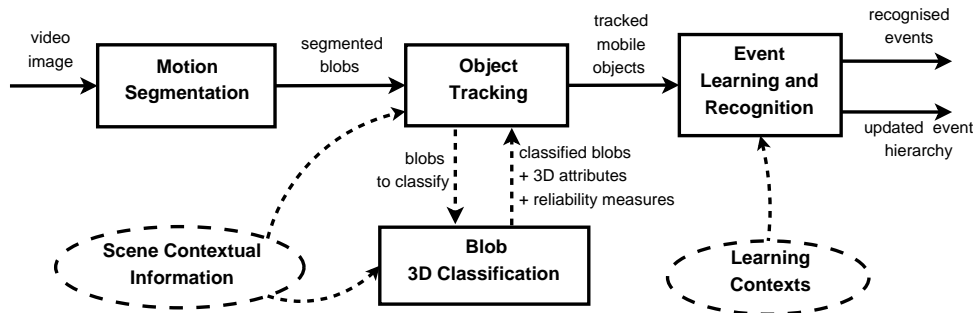 video
image
Motion
Segmentation
segmented
blobs
Object
Tracking
tracked
mobile
objects
Event
Learning and
Recognition
recognised
events
updated event
hierarchy
blobs
to classify
classified blobs
+ 3D attributes
+ reliability measures
Scene Contextual
Information
Blob
3D Classification
Learning
Contexts